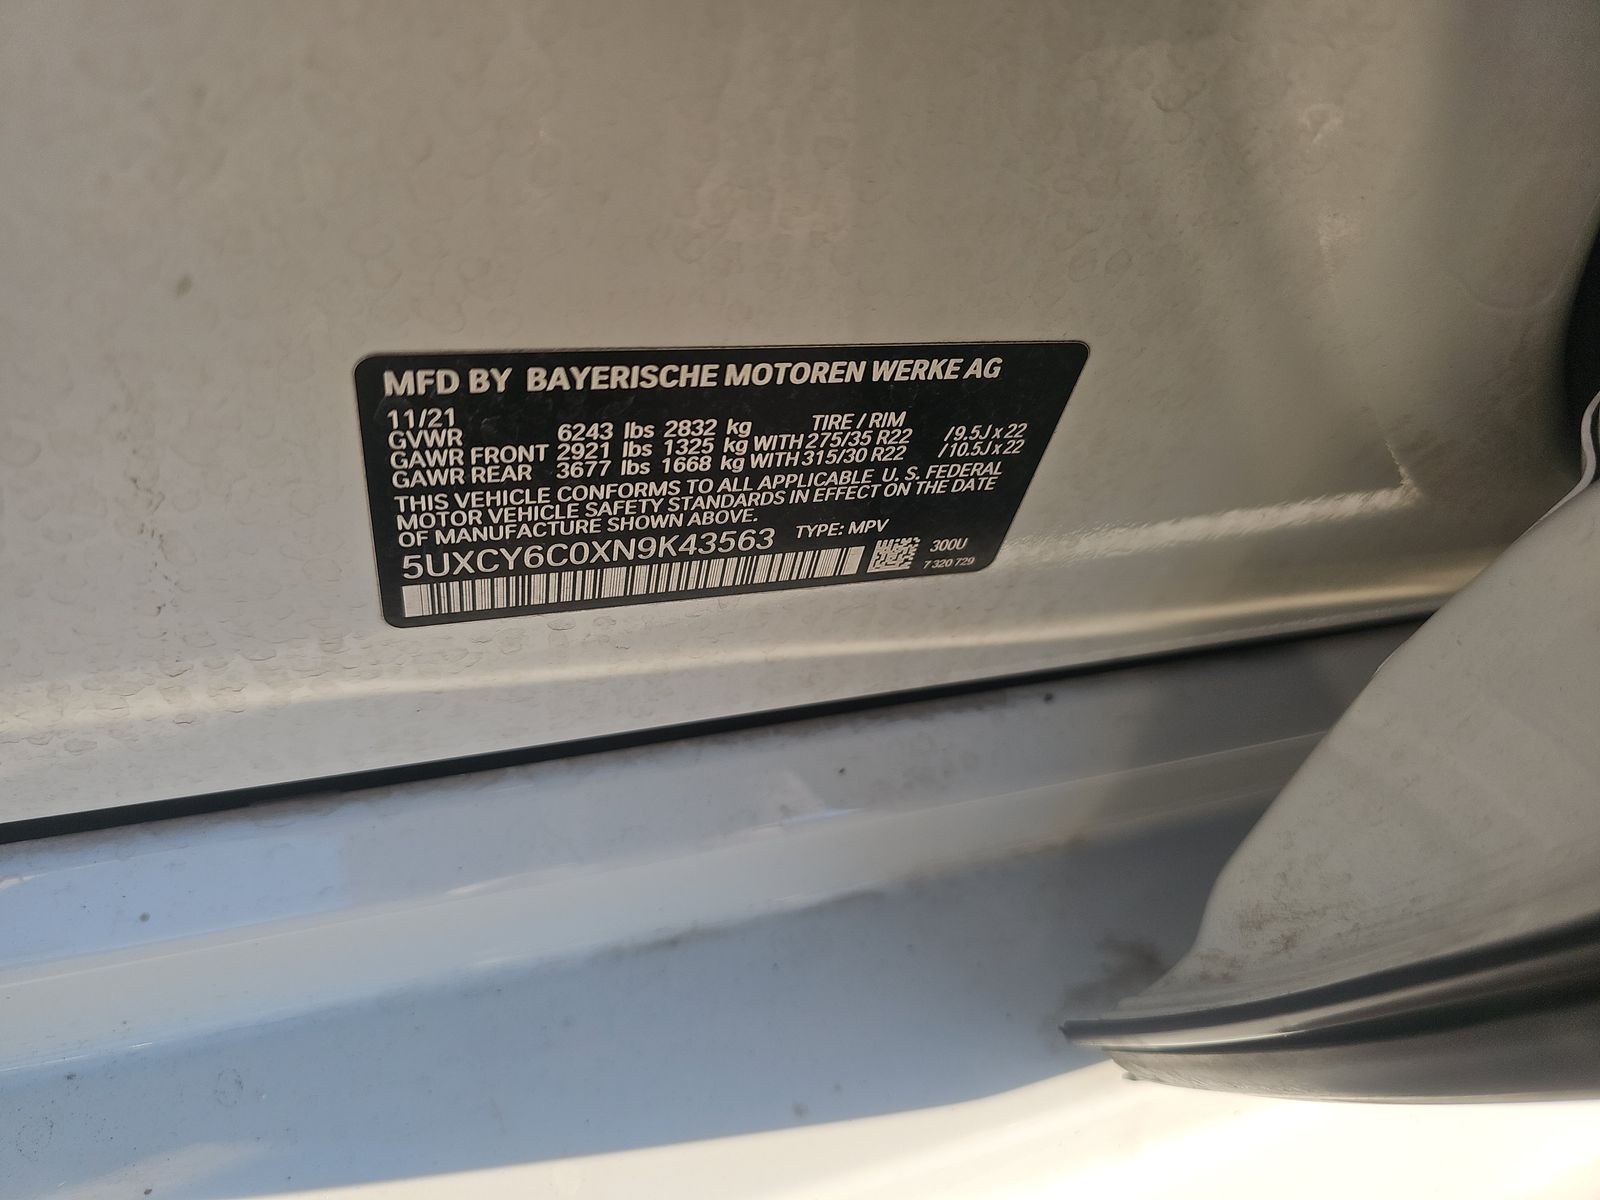 MFD BY BAYERISCHE MOTOREN WERKE AG
11/21 TIRE / RIM
GVWR 6243 lbs 2832 kg
GAWR FRONT 2921 lbs 1325 kg WITH 275/35 R22 /9.5J x 22
GAWR REAR 3677 lbs 1668 kg WITH 315/30 R22 /10.5J x 22
THIS VEHICLE CONFORMS TO ALL APPLICABLE U. S. FEDERAL
MOTOR VEHICLE SAFETY STANDARDS IN EFFECT ON THE DATE
OF MANUFACTURE SHOWN ABOVE.
5UXCY6C0XN9K43563 TYPE: MPV
300U
7 320 729